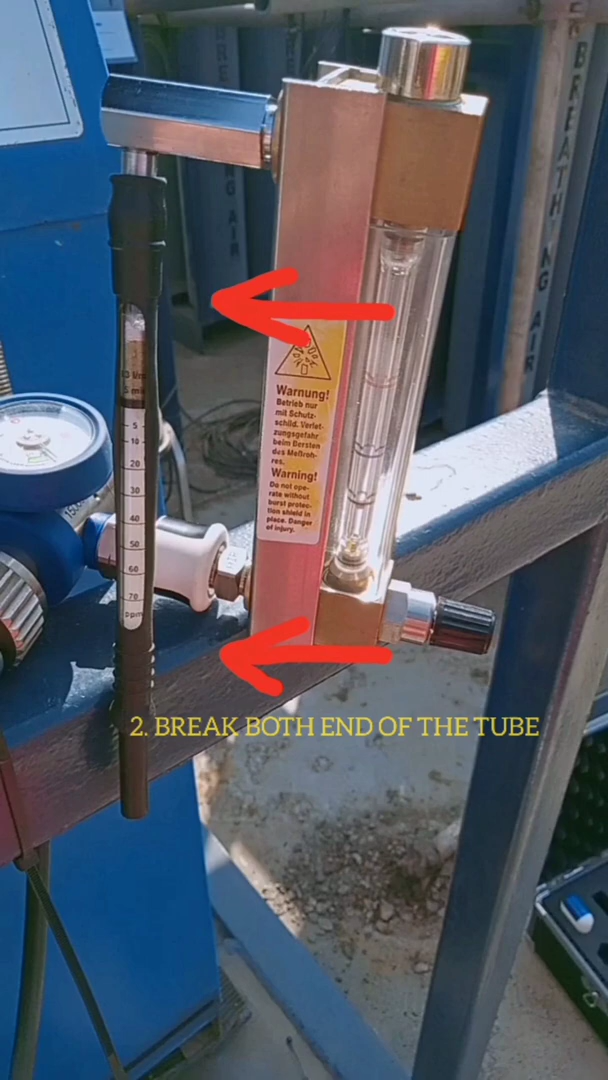 BREATHING AIR
5
10
20
30
40
50
60
70
ppm
Warnung!
Betrieb nur
mit Schutz-
schild. Verlet-
zungsgefahr
beim Bersten
des Meßroh-
res.
Warning!
Do not ope-
rate without
burst protec-
tion shield in
place. Danger
of injury.
2. BREAK BOTH END OF THE TUBE